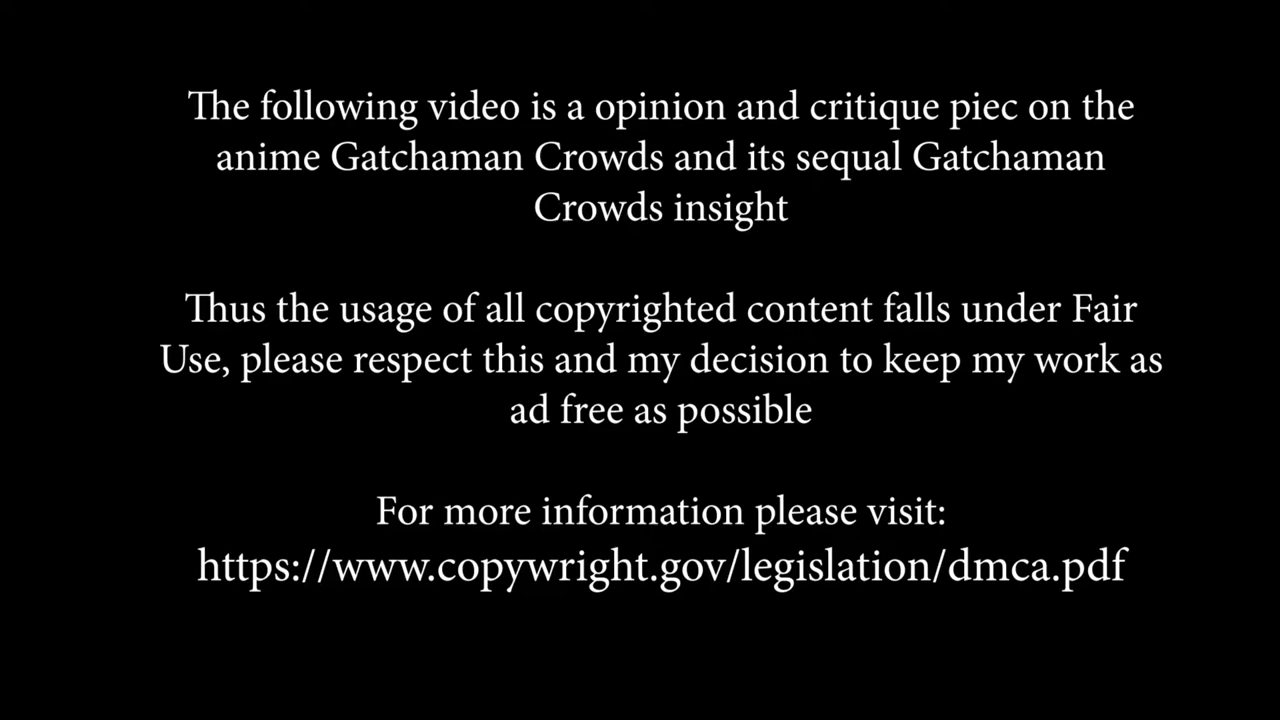 The following video is a opinion and critique piec on the
anime Gatchaman Crowds and its sequal Gatchaman
Crowds insight
Thus the usage of all copyrighted content falls under Fair
Use, please respect this and my decision to keep my work as
ad free as possible
For more information please visit:
https://www.copywright.gov/legislation/dmca.pdf